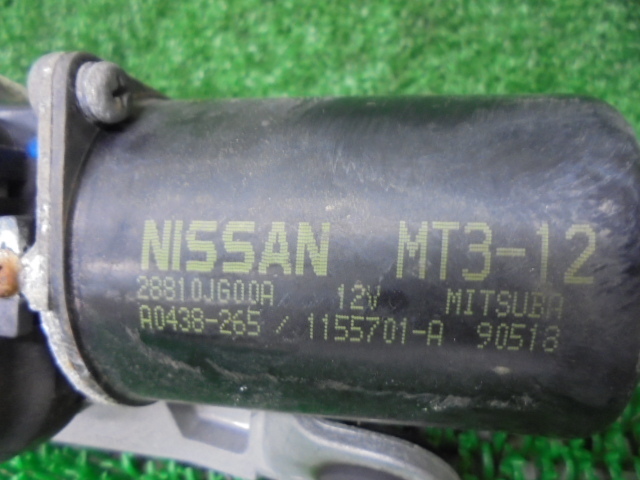 NISSAN MT3-12
28810JG00A 12V MITSUBA
A0438-265 / 1155701-A 90518